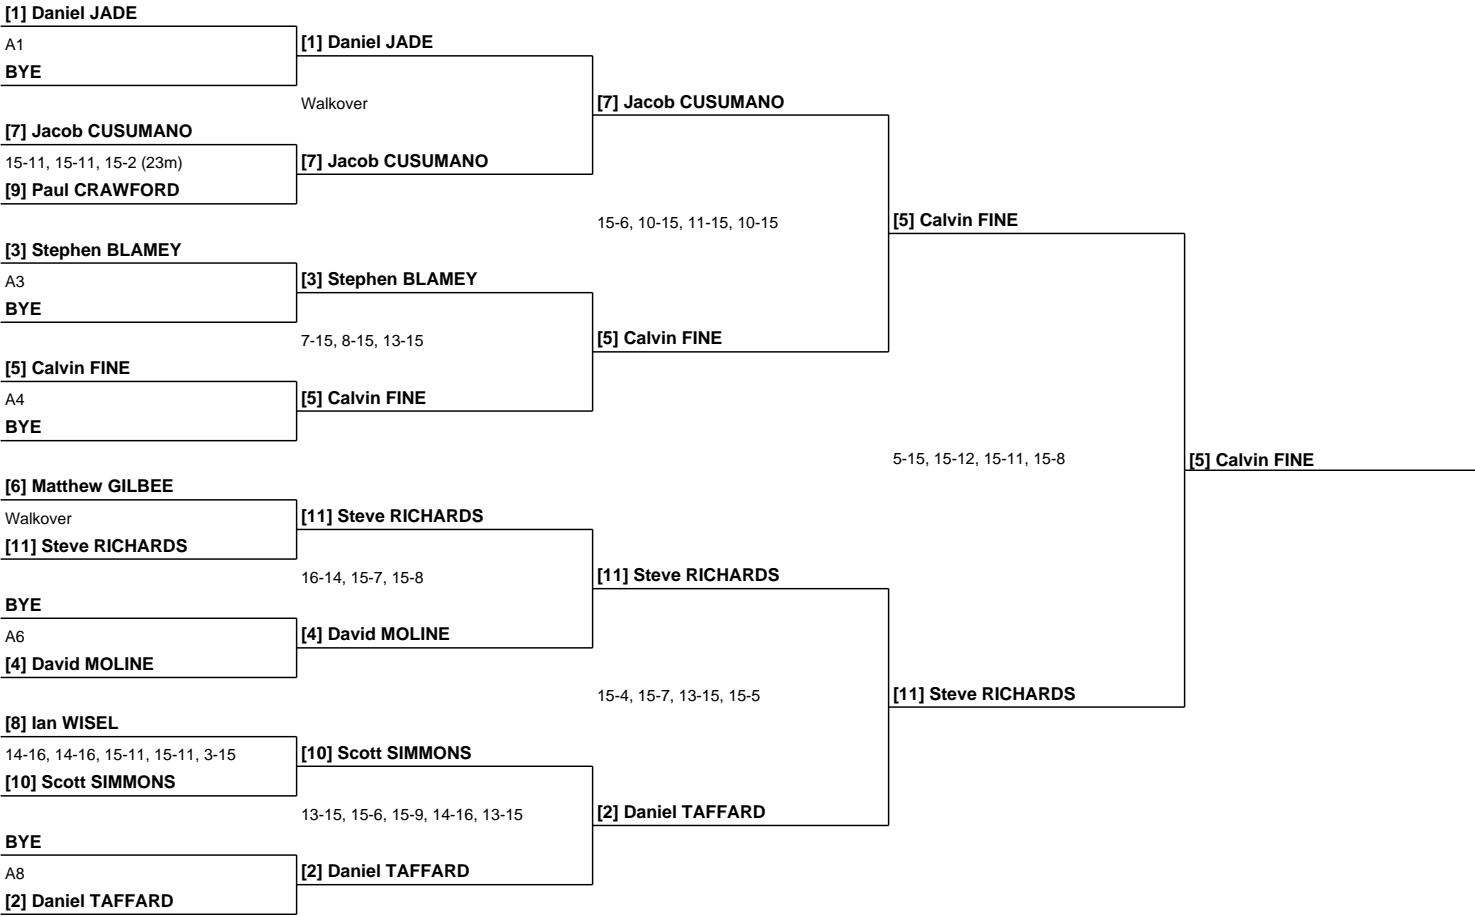 [1] Daniel JADE
A1
BYE
[7] Jacob CUSUMANO
15-11, 15-11, 15-2 (23m)
[9] Paul CRAWFORD
[3] Stephen BLAMEY
A3
BYE
[5] Calvin FINE
A4
BYE
[6] Matthew GILBEE
Walkover
[11] Steve RICHARDS
BYE
A6
[4] David MOLINE
[8] Ian WISEL
14-16, 14-16, 15-11, 15-11, 3-15
[10] Scott SIMMONS
BYE
A8
[2] Daniel TAFFARD
[1] Daniel JADE
Walkover
[7] Jacob CUSUMANO
[3] Stephen BLAMEY
7-15, 8-15, 13-15
[5] Calvin FINE
[11] Steve RICHARDS
16-14, 15-7, 15-8
[4] David MOLINE
[10] Scott SIMMONS
13-15, 15-6, 15-9, 14-16, 13-15
[2] Daniel TAFFARD
[7] Jacob CUSUMANO
15-6, 10-15, 11-15, 10-15
[5] Calvin FINE
[11] Steve RICHARDS
15-4, 15-7, 13-15, 15-5
[2] Daniel TAFFARD
[5] Calvin FINE
5-15, 15-12, 15-11, 15-8
[11] Steve RICHARDS
[5] Calvin FINE